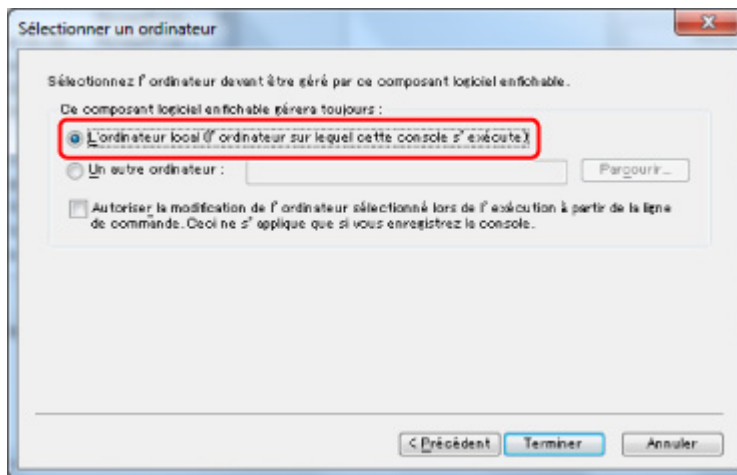 Sélectionner un ordinateur
Sélectionnez l'ordinateur devant être géré par ce composant logiciel enfichable.
Ce composant logiciel enfichable gérera toujours :
L'ordinateur local (l'ordinateur sur lequel cette console s'exécute)
Un autre ordinateur :
Parcourir...
Autoriser la modification de l'ordinateur sélectionné lors de l'exécution à partir de la ligne
de commande. Ceci ne s'applique que si vous enregistrez la console.
< Précédent
Terminer
Annuler